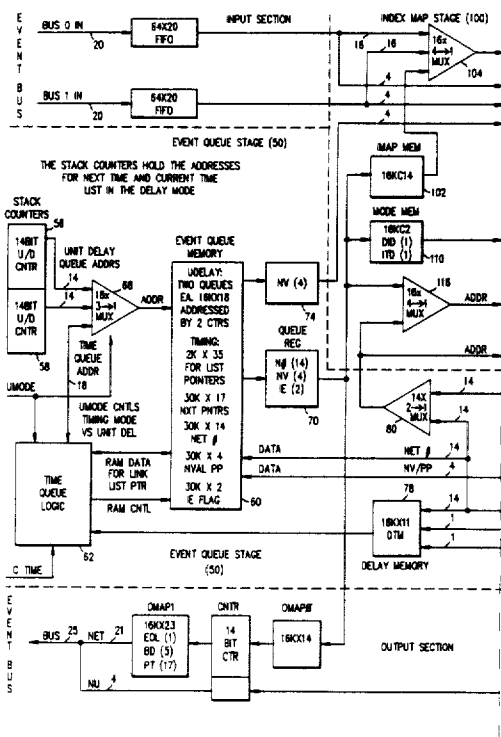 INPUT SECTION
INDEX MAP STAGE (100)
EVENT BUS
BUS 0 IN
20
64X20
FIFO
16
16
16x
4→1
MUX
104
4
BUS 1 IN
20
64X20
FIFO
4
4
EVENT QUEUE STAGE (50)
THE STACK COUNTERS HOLD THE ADDRESSES
FOR NEXT TIME AND CURRENT TIME
LIST IN THE DELAY MODE
IMAP MEM
16KC14
102
MODE MEM
16KC2
DID (1)
ITD (1)
110
STACK
COUNTERS
56
14BIT
U/D
CNTR
14BIT
U/D
CNTR
58
UNIT DELAY
QUEUE ADDRS
14
14
68
16x
3→1
MUX
ADDR
TIME
QUEUE
ADDR
18
EVENT QUEUE
MEMORY
UDELAY:
TWO QUEUES
EA. 16KX18
ADDRESSED
BY 2 CTRS
TIMING:
2K X 35
FOR LIST
POINTERS
30K X 17
NXT PNTRS
30K X 14
NET #
30K X 4
NVAL PP
30K X 2
IE FLAG
60
NV (4)
74
QUEUE
REG
NØ (14)
NV (4)
IE (2)
70
16x
4→1
MUX
116
ADDR
ADDR
14X
2→1
MUX
80
14
14
UMODE
UMODE CNTLS
TIMING MODE
VS UNIT DEL
TIME
QUEUE
LOGIC
62
RAM DATA
FOR LINK
LIST PTR
RAM CNTL
DATA
NET #
14
DATA
NV/PP
4
78
16KX11
DTM
DELAY MEMORY
14
1
1
C TIME
EVENT QUEUE STAGE
(50)
EVENT BUS
BUS
25
NET
21
OMAP1
16KX23
EOL (1)
BD (5)
PT (17)
CNTR
14
BIT
CTR
OMAP#
16KX14
OUTPUT SECTION
NU
4